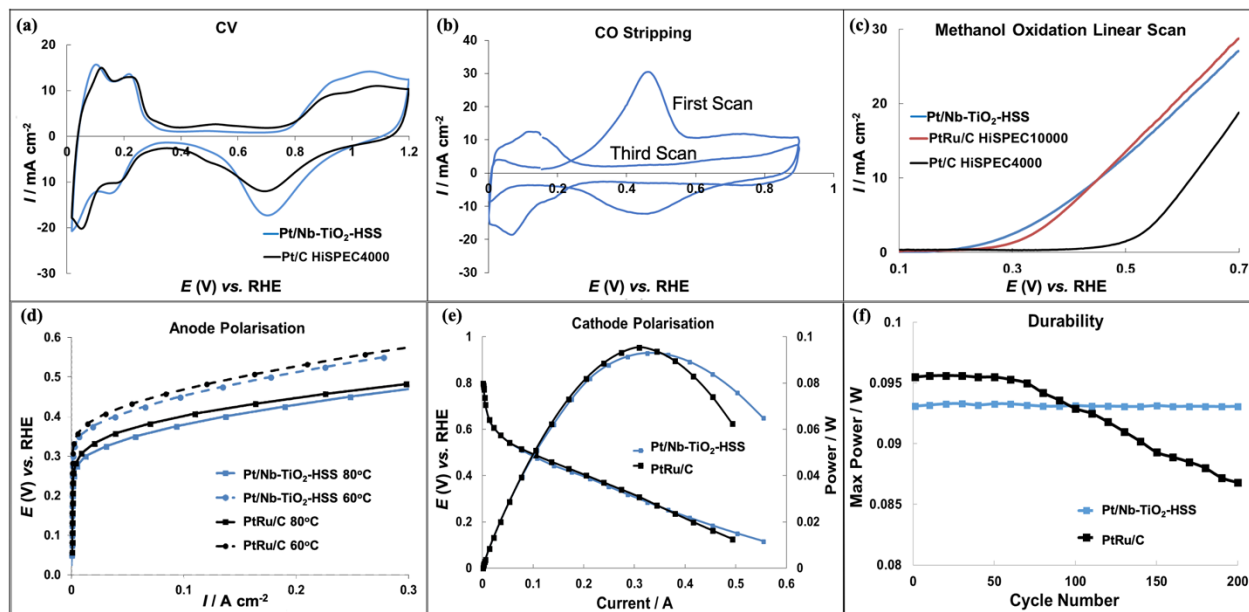 (a)
CV
20
15
10
5
0
5
10
20
30
0
0.2
0.4
0.6
0.8
1
1.2
I / mA cm-2
Pt/Nb-TiO2-HSS
Pt/C HiSPEC4000
E (V) vs. RHE
(b)
CO Stripping
40
30
20
10
0
-10
-20
-30
-40
0
0.2
0.4
0.6
0.8
1
I / mA cm-2
First Scan
Third Scan
E (V) vs. RHE
(c)
Methanol Oxidation Linear Scan
30
20
10
0
0.1
0.3
0.5
0.7
I / mA cm-2
Pt/Nb-TiO2-HSS
PtRu/C HiSPEC10000
Pt/C HiSPEC4000
E (V) vs. RHE
(d)
Anode Polarisation
0.6
0.5
0.4
0.3
0.2
0.1
0.0
0
0.1
0.2
0.3
E (V) vs. RHE
Pt/Nb-TiO2-HSS 80ºC
Pt/Nb-TiO2-HSS 60ºC
PtRu/C 80ºC
PtRu/C 60ºC
I / A cm-2
(e)
Cathode Polarisation
1
0.8
0.6
0.4
0.2
0
0.0
0.1
0.2
0.3
0.4
0.5
0.6
0.1
0.08
0.06
0.04
0.02
0
E (V) vs. RHE
Power / W
Pt/Nb-TiO2-HSS
PtRu/C
Current / A
(f)
Durability
0.1
0.095
0.09
0.085
0.08
0
50
100
150
200
Max Power / W
Pt/Nb-TiO2-HSS
PtRu/C
Cycle Number